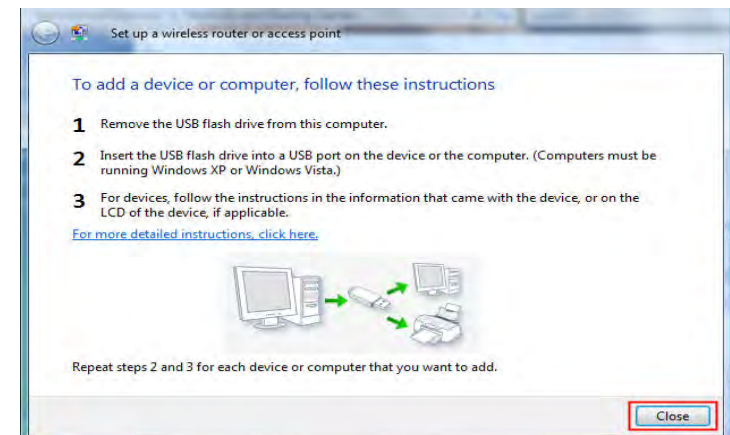 Set up a wireless router or access point
To add a device or computer, follow these instructions
1 Remove the USB flash drive from this computer.
2 Insert the USB flash drive into a USB port on the device or the computer. (Computers must be
running Windows XP or Windows Vista.)
3 For devices, follow the instructions in the information that came with the device, or on the
LCD of the device, if applicable.
For more detailed instructions, click here.
Repeat steps 2 and 3 for each device or computer that you want to add.
Close